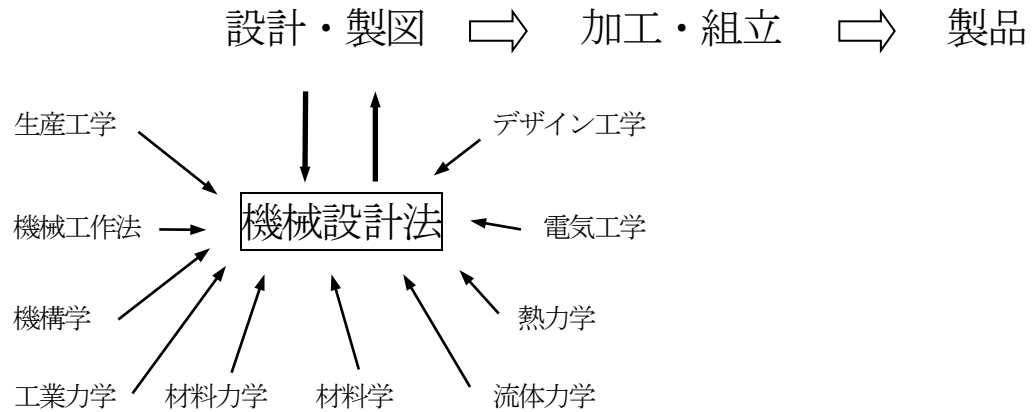 設計・製図 ⇨ 加工・組立 ⇨ 製品
生産工学 デザイン工学
機械設計法
機械工作法 電気工学
機構学 熱力学
工業力学 材料力学 材料学 流体力学